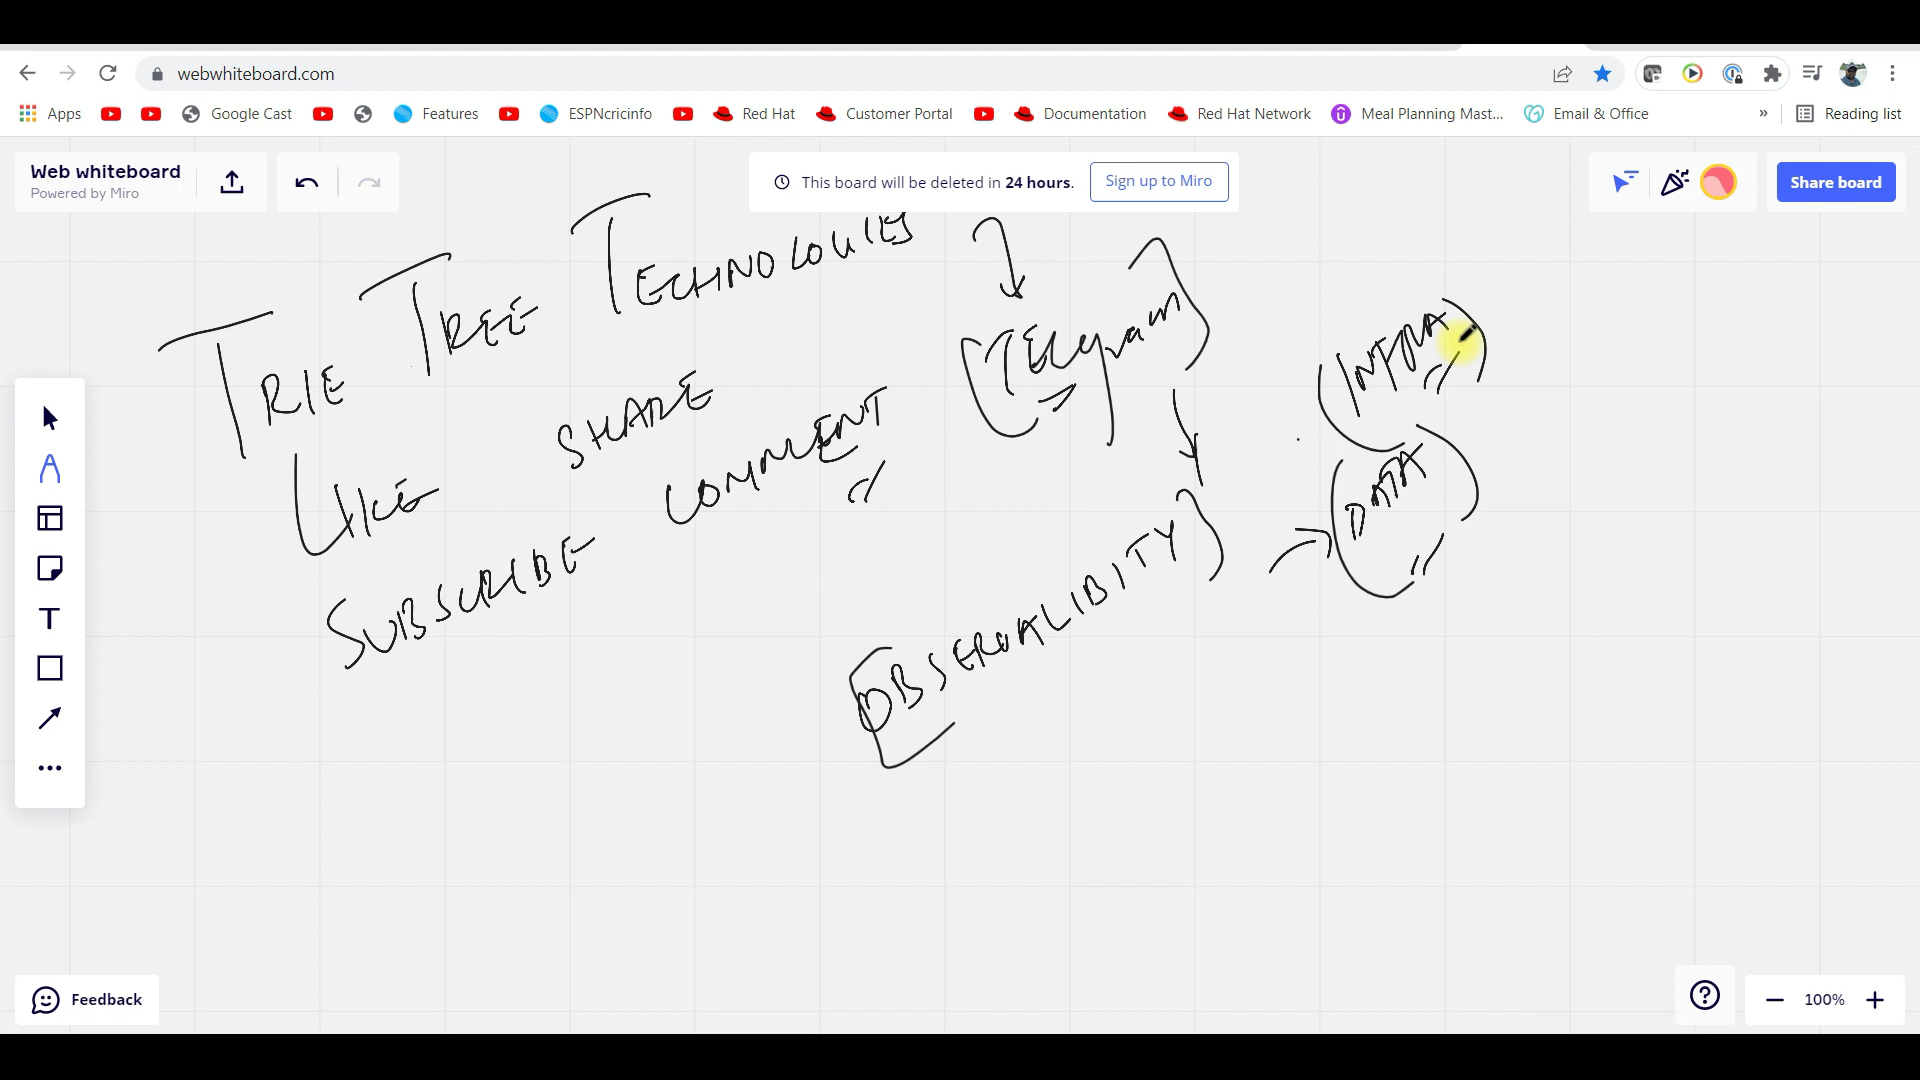 webwhiteboard.com
Apps Google Cast Features ESPNcricinfo Red Hat Customer Portal Documentation Red Hat Network Meal Planning Mast... Email & Office » Reading list
Web whiteboard
Powered by Miro
This board will be deleted in 24 hours. Sign up to Miro
Share board
TRIE TREE TECHNOLOGIES
LIKE SHARE COMMENT
SUBSCRIBE
TELegram
OBSERVALIBITY
INFRA
DATA
T
Feedback
100%